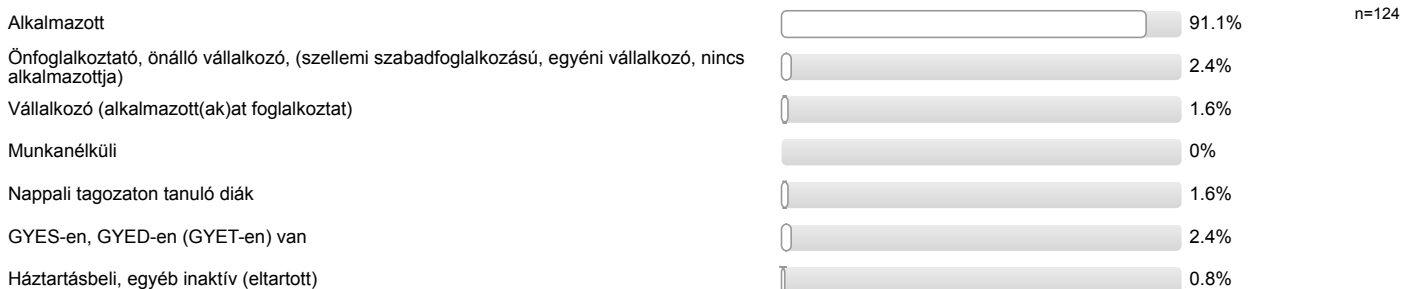 Alkalmazott 91.1% n=124
Önfoglalkoztató, önálló vállalkozó, (szellemi szabadfoglalkozású, egyéni vállalkozó, nincs
alkalmazottja) 2.4%
Vállalkozó (alkalmazott(ak)at foglalkoztat) 1.6%
Munkanélküli 0%
Nappali tagozaton tanuló diák 1.6%
GYES-en, GYED-en (GYET-en) van 2.4%
Háztartásbeli, egyéb inaktív (eltartott) 0.8%